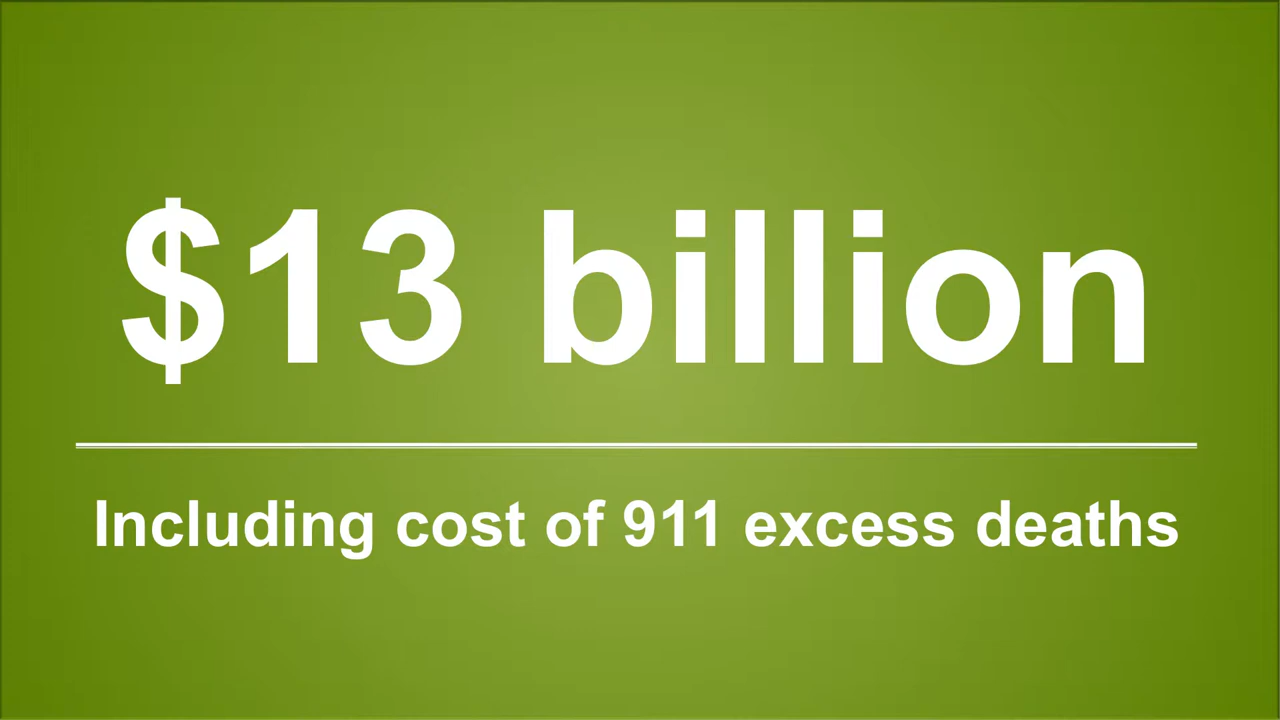 $13 billion
Including cost of 911 excess deaths